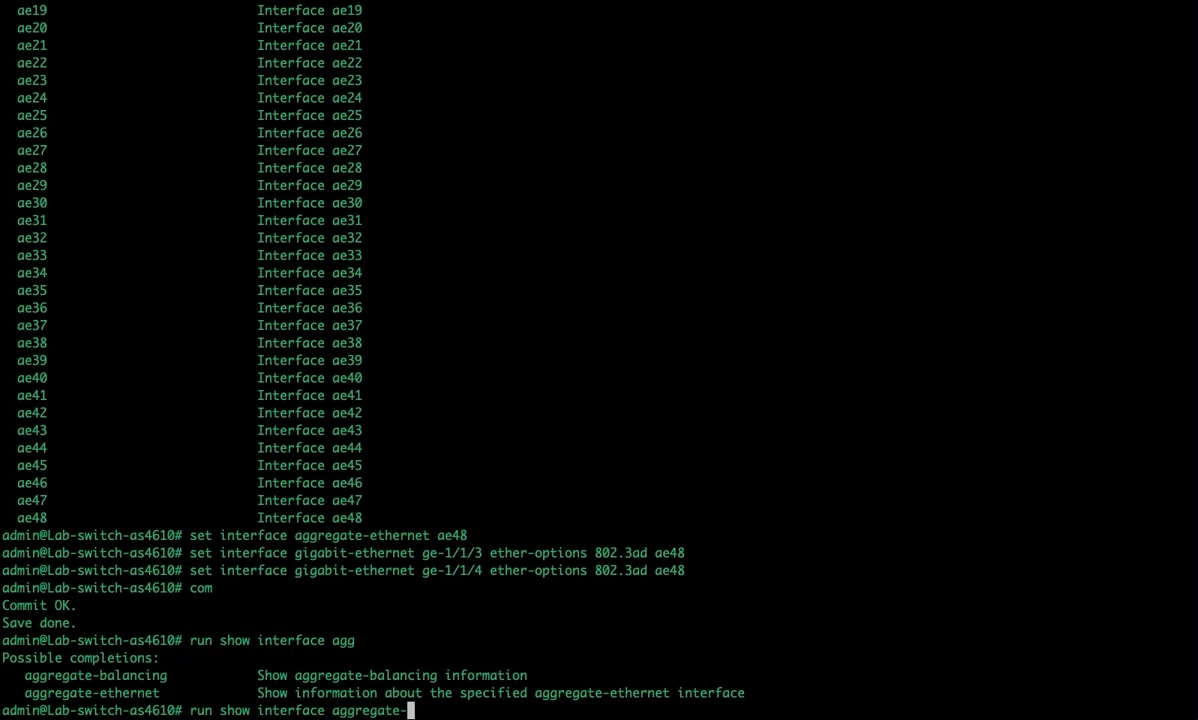 ae19 Interface ae19
ae20 Interface ae20
ae21 Interface ae21
ae22 Interface ae22
ae23 Interface ae23
ae24 Interface ae24
ae25 Interface ae25
ae26 Interface ae26
ae27 Interface ae27
ae28 Interface ae28
ae29 Interface ae29
ae30 Interface ae30
ae31 Interface ae31
ae32 Interface ae32
ae33 Interface ae33
ae34 Interface ae34
ae35 Interface ae35
ae36 Interface ae36
ae37 Interface ae37
ae38 Interface ae38
ae39 Interface ae39
ae40 Interface ae40
ae41 Interface ae41
ae42 Interface ae42
ae43 Interface ae43
ae44 Interface ae44
ae45 Interface ae45
ae46 Interface ae46
ae47 Interface ae47
ae48 Interface ae48
admin@Lab-switch-as4610# set interface aggregate-ethernet ae48
admin@Lab-switch-as4610# set interface gigabit-ethernet ge-1/1/3 ether-options 802.3ad ae48
admin@Lab-switch-as4610# set interface gigabit-ethernet ge-1/1/4 ether-options 802.3ad ae48
admin@Lab-switch-as4610# com
Commit OK.
Save done.
admin@Lab-switch-as4610# run show interface agg
Possible completions:
aggregate-balancing Show aggregate-balancing information
aggregate-ethernet Show information about the specified aggregate-ethernet interface
admin@Lab-switch-as4610# run show interface aggregate-